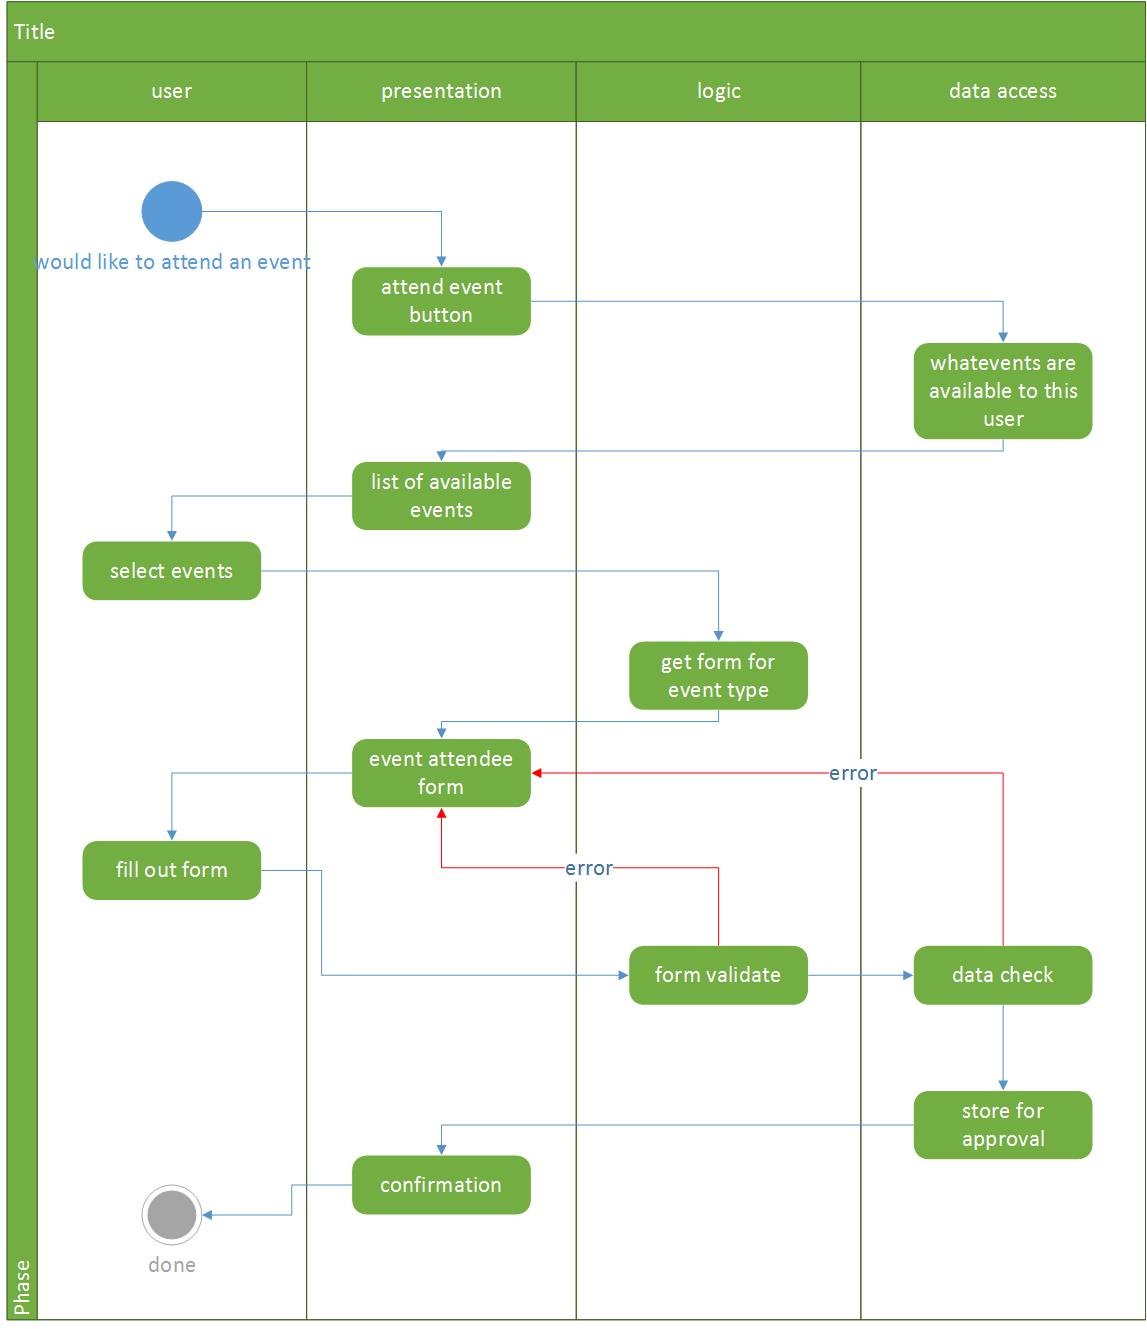 Title
user
presentation
logic
data access
would like to attend an event
attend event
button
whatevents are
available to this
user
list of available
events
select events
get form for
event type
event attendee
form
error
fill out form
error
form validate
data check
store for
approval
confirmation
done
Phase